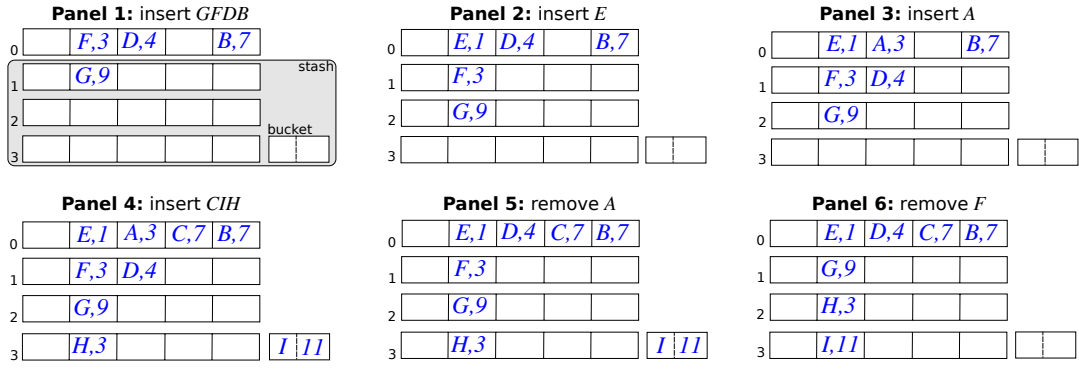 Panel 1: insert GFDB
0 F,3 D,4 B,7
stash
1 G,9
2
bucket
3
Panel 2: insert E
0 E,1 D,4 B,7
1 F,3
2 G,9
3
Panel 3: insert A
0 E,1 A,3 B,7
1 F,3 D,4
2 G,9
3
Panel 4: insert CIH
0 E,1 A,3 C,7 B,7
1 F,3 D,4
2 G,9
3 H,3 I 11
Panel 5: remove A
0 E,1 D,4 C,7 B,7
1 F,3
2 G,9
3 H,3 I 11
Panel 6: remove F
0 E,1 D,4 C,7 B,7
1 G,9
2 H,3
3 I,11